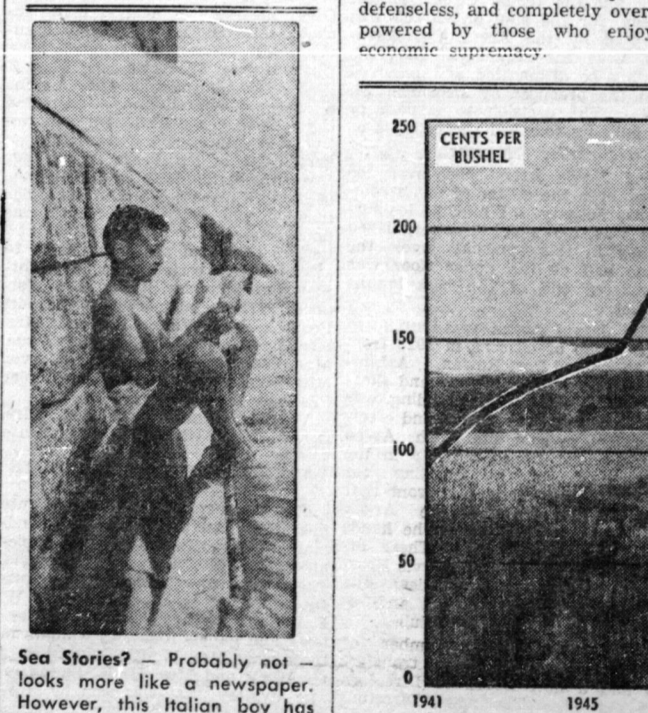 Sea Stories? — Probably not —
looks more like a newspaper.
However, this Italian boy has
defenseless, and completely over
powered by those who enjoy
economic supremacy.
CENTS PER
BUSHEL
250
200
150
100
50
0
1941 1945